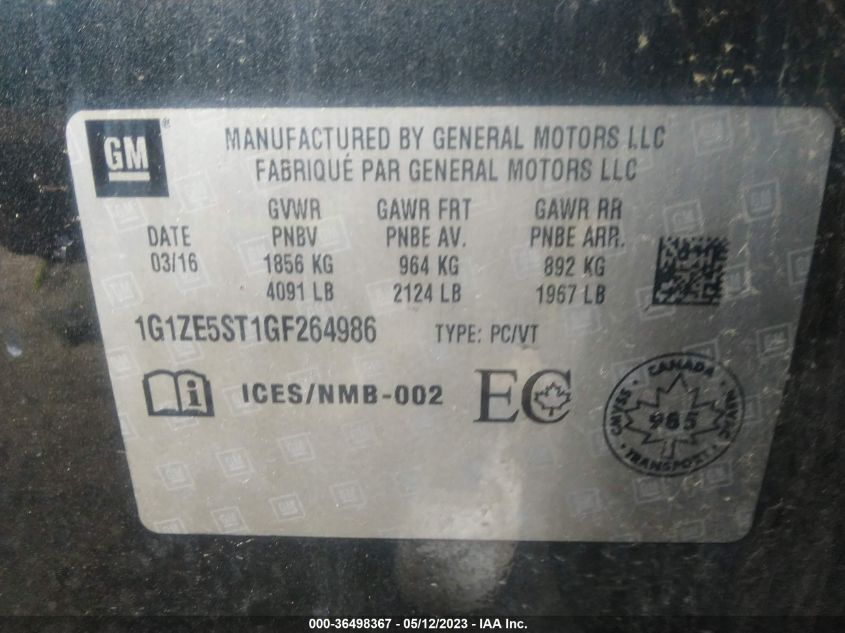 GM ®
MANUFACTURED BY GENERAL MOTORS LLC
FABRIQUÉ PAR GENERAL MOTORS LLC
GVWR GAWR FRT GAWR RR
DATE PNBV PNBE AV. PNBE ARR.
03/16 1856 KG 964 KG 892 KG
4091 LB 2124 LB 1967 LB
1G1ZE5ST1GF264986 TYPE: PC/VT
i ICES/NMB-002 EC
CANADA
CMVSS NSVAC
TRANSPORT
000-36498367 - 05/12/2023 - IAA Inc.